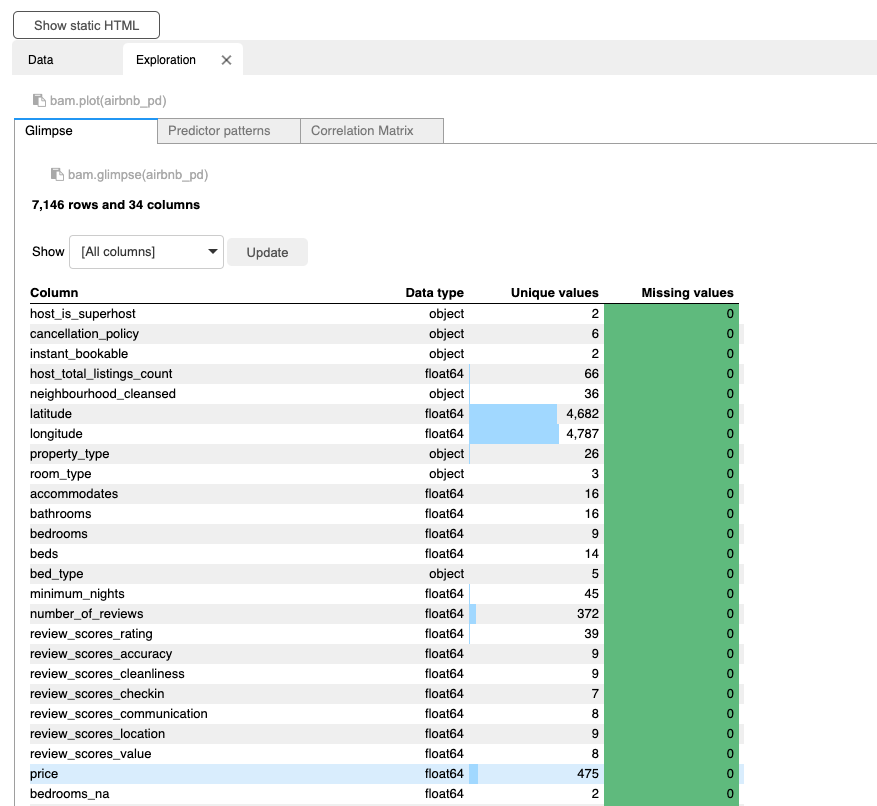 Show static HTML
Data Exploration ✕
bam.plot(airbnb_pd)
Glimpse Predictor patterns Correlation Matrix
bam.glimpse(airbnb_pd)
7,146 rows and 34 columns
Show [All columns] Update
Column Data type Unique values Missing values
host_is_superhost object 2 0
cancellation_policy object 6 0
instant_bookable object 2 0
host_total_listings_count float64 66 0
neighbourhood_cleansed object 36 0
latitude float64 4,682 0
longitude float64 4,787 0
property_type object 26 0
room_type object 3 0
accommodates float64 16 0
bathrooms float64 16 0
bedrooms float64 9 0
beds float64 14 0
bed_type object 5 0
minimum_nights float64 45 0
number_of_reviews float64 372 0
review_scores_rating float64 39 0
review_scores_accuracy float64 9 0
review_scores_cleanliness float64 9 0
review_scores_checkin float64 7 0
review_scores_communication float64 8 0
review_scores_location float64 9 0
review_scores_value float64 8 0
price float64 475 0
bedrooms_na float64 2 0